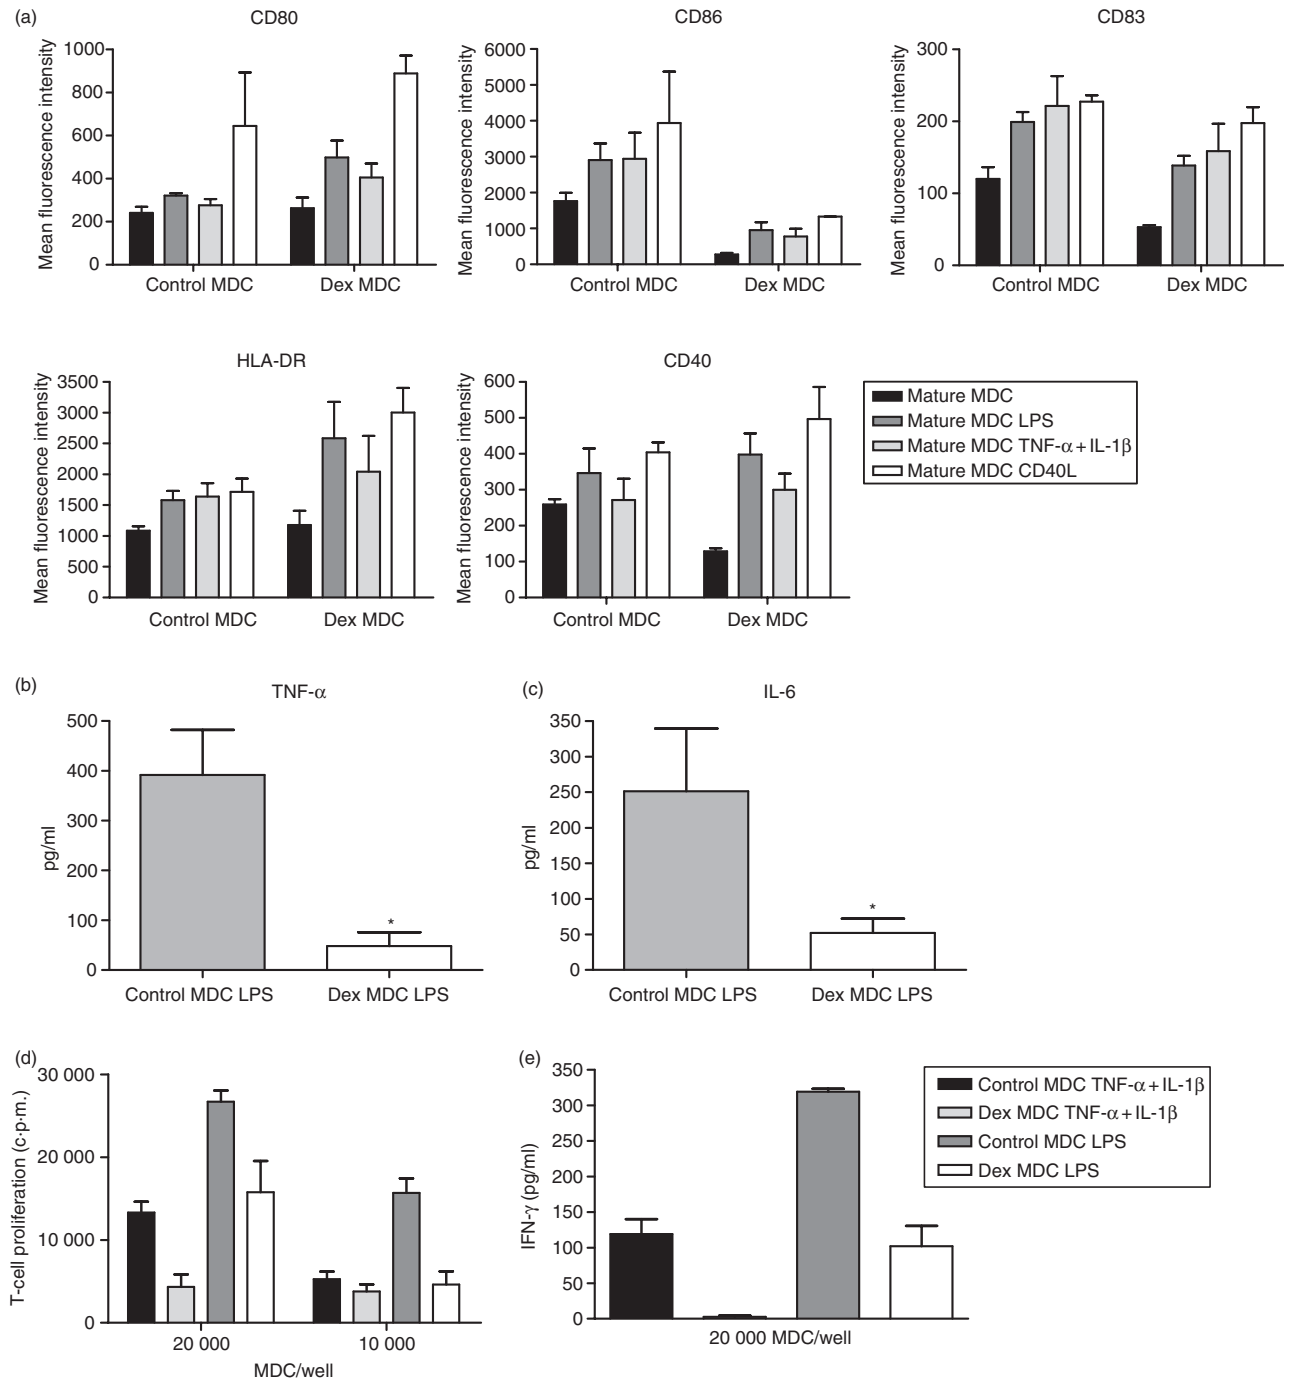 (a)
CD80
Mean fluorescence intensity
1000
800
600
400
200
0
Control MDC
Dex MDC
CD86
Mean fluorescence intensity
6000
5000
4000
3000
2000
1000
0
Control MDC
Dex MDC
CD83
Mean fluorescence intensity
300
200
100
0
Control MDC
Dex MDC
HLA-DR
Mean fluorescence intensity
3500
3000
2500
2000
1500
1000
500
0
Control MDC
Dex MDC
CD40
Mean fluorescence intensity
600
500
400
300
200
100
0
Control MDC
Dex MDC
Mature MDC
Mature MDC LPS
Mature MDC TNF-α+IL-1β
Mature MDC CD40L
(b)
TNF-α
pg/ml
500
400
300
200
100
0
*
Control MDC LPS
Dex MDC LPS
(c)
IL-6
pg/ml
350
300
250
200
150
100
50
0
*
Control MDC LPS
Dex MDC LPS
(d)
T-cell proliferation (c·p·m.)
30 000
20 000
10 000
0
20 000
10 000
MDC/well
(e)
IFN-γ (pg/ml)
350
300
250
200
150
100
50
0
20 000 MDC/well
Control MDC TNF-α+IL-1β
Dex MDC TNF-α+IL-1β
Control MDC LPS
Dex MDC LPS